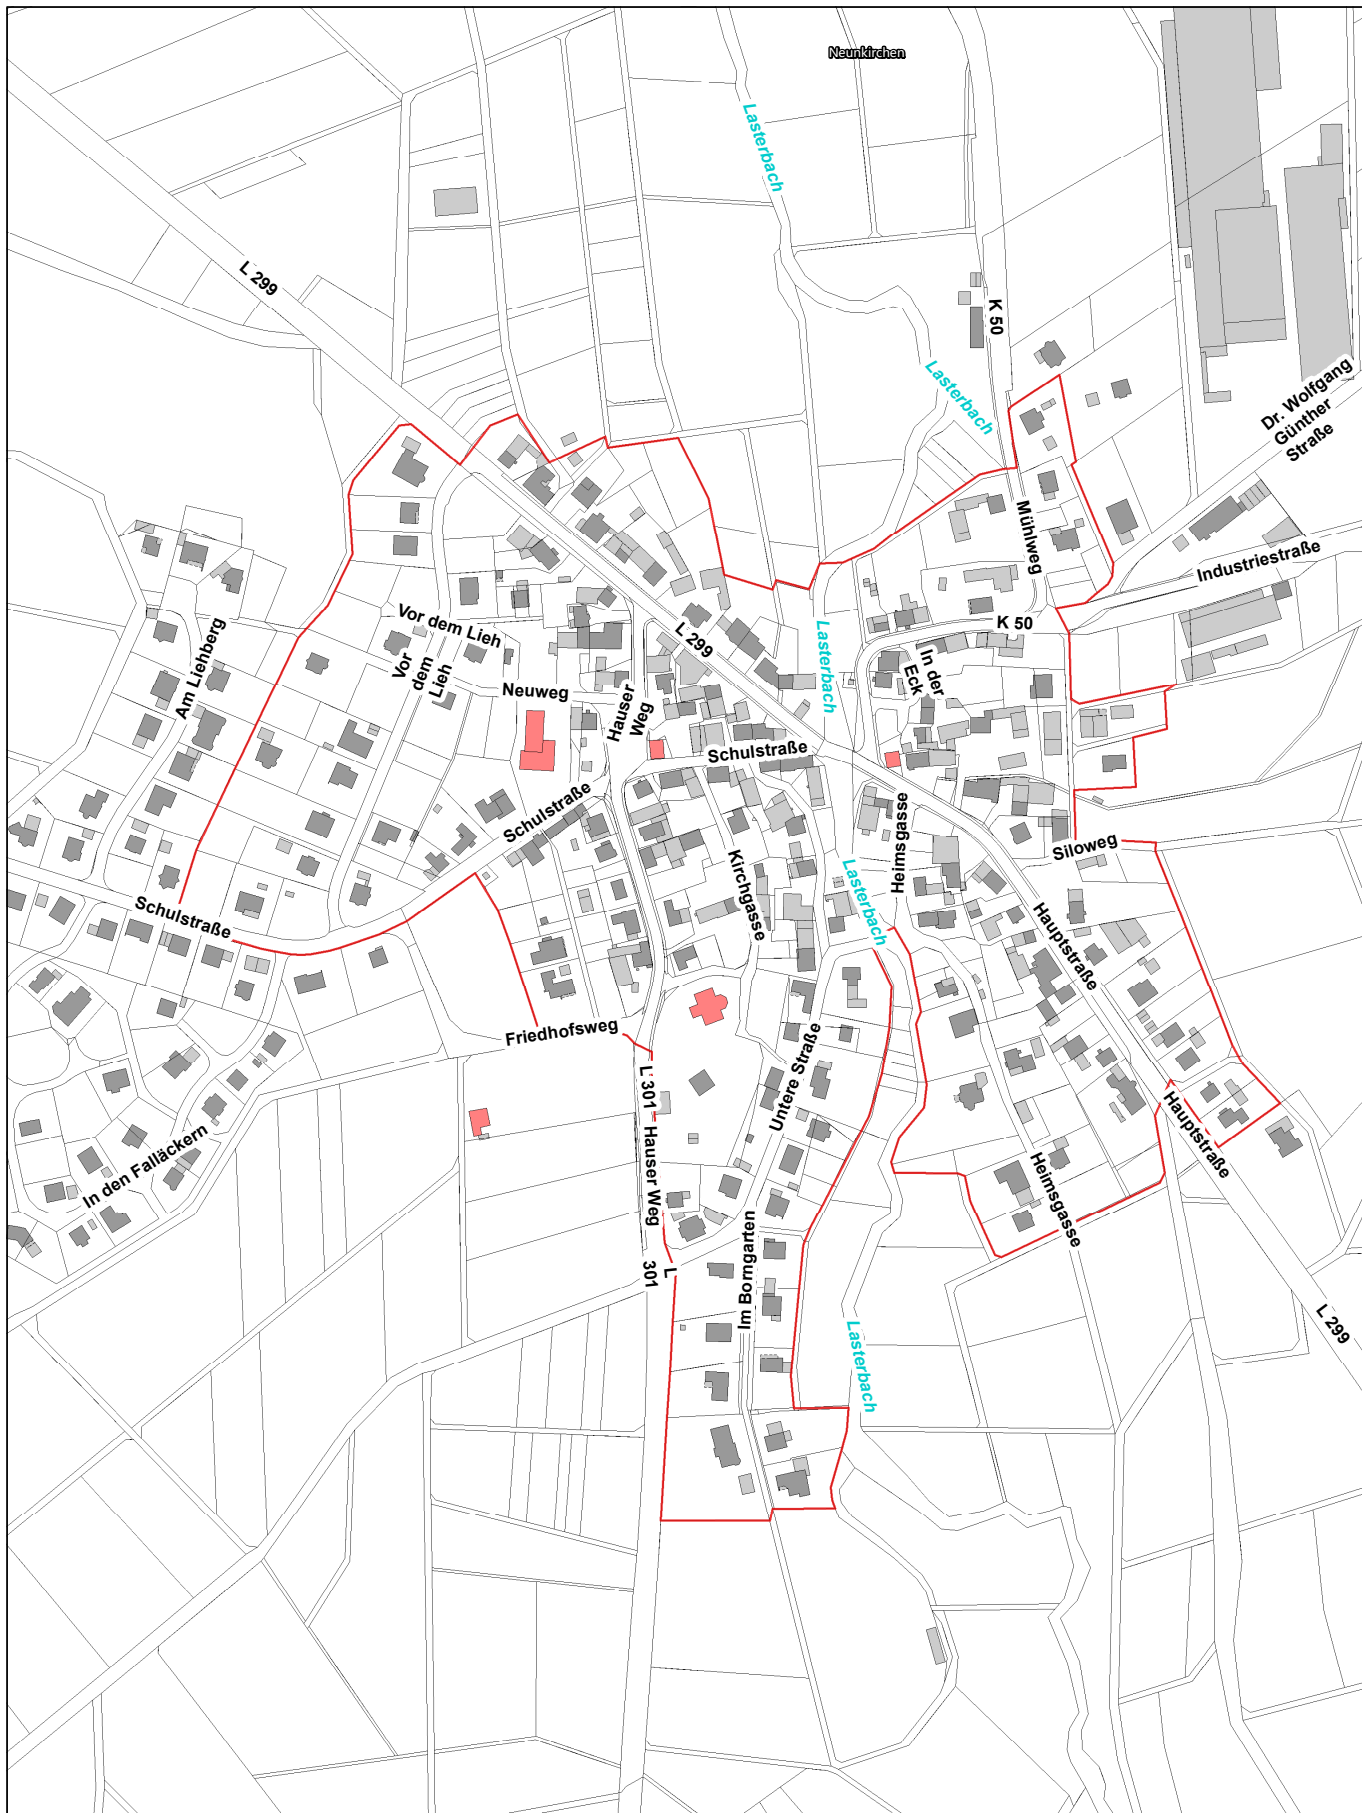 Neunkirchen
Lasterbach
L 299
K 50
Lasterbach
Dr. Wolfgang
Günther
Straße
Mühlweg
Industriestraße
Vor dem Lieh
L 299
K 50
Am Liehberg
Vor
dem
Lieh
Lasterbach
In der
Eck
Neuweg
Hauser
Weg
Schulstraße
Schulstraße
Heimsgasse
Siloweg
Kirchgasse
Lasterbach
Schulstraße
Hauptstraße
Friedhofsweg
L 301
Hauser Weg
Untere Straße
Hauptstraße
In den Falläckern
Heimsgasse
L
301
Im Borngarten
L 299
Lasterbach